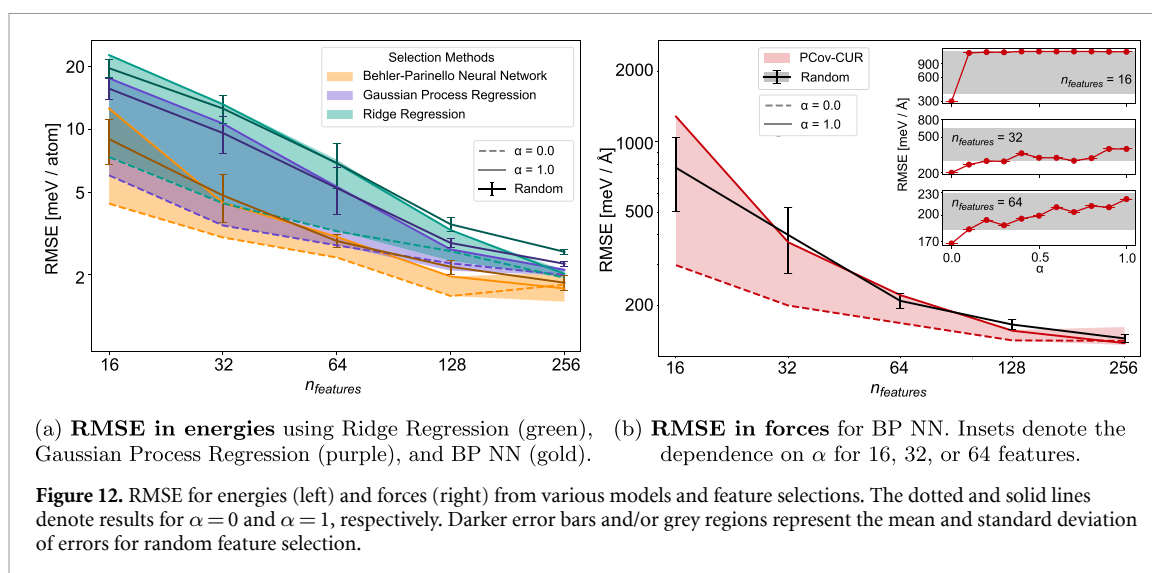 20
10
5
2
RMSE [meV / atom]
Selection Methods
Behler-Parinello Neural Network
Gaussian Process Regression
Ridge Regression
α = 0.0
α = 1.0
Random
16
32
64
128
256
n_features
2000
1000
500
200
RMSE [meV / Å]
PCov-CUR
Random
α = 0.0
α = 1.0
900
600
300
n_features = 16
800
500
200
n_features = 32
230
200
170
n_features = 64
RMSE [meV / Å]
0.0
0.5
1.0
α
16
32
64
128
256
n_features
(a) RMSE in energies using Ridge Regression (green),
Gaussian Process Regression (purple), and BP NN (gold).
(b) RMSE in forces for BP NN. Insets denote the
dependence on α for 16, 32, or 64 features.
Figure 12. RMSE for energies (left) and forces (right) from various models and feature selections. The dotted and solid lines
denote results for α = 0 and α = 1, respectively. Darker error bars and/or grey regions represent the mean and standard deviation
of errors for random feature selection.